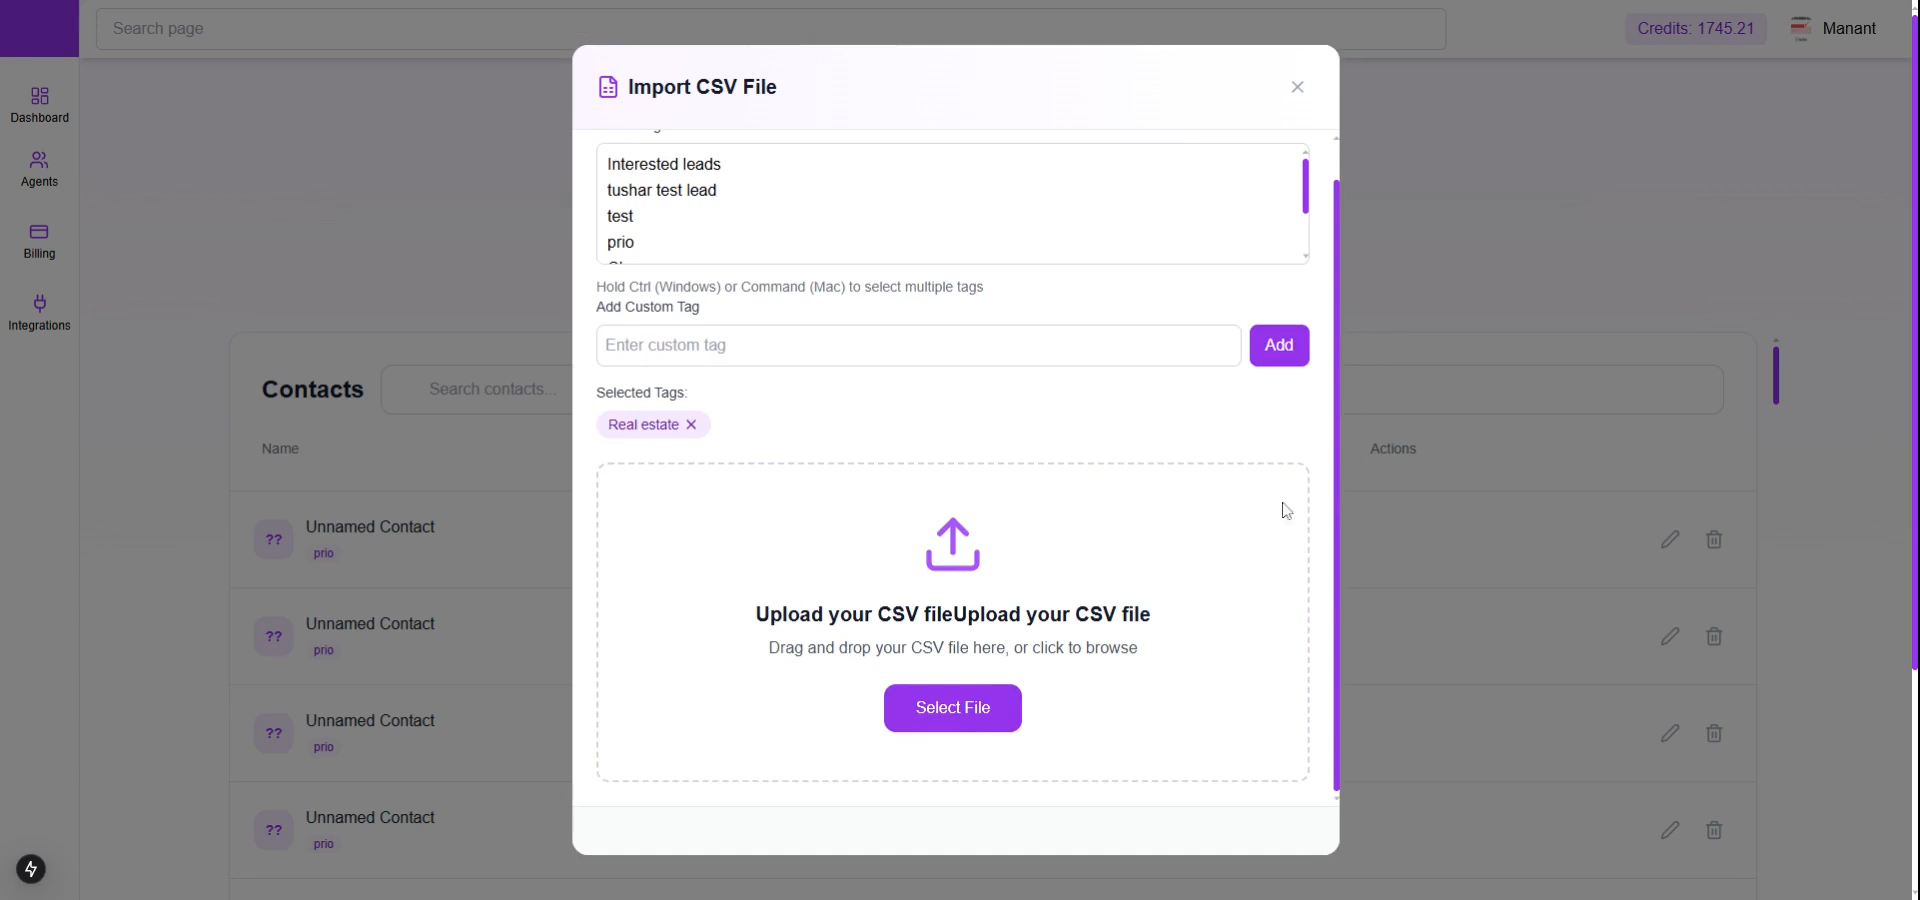 Search page
Credits: 1745.21
Manant
Dashboard
Agents
Billing
Integrations
Import CSV File
Interested leads
tushar test lead
test
prio
Hold Ctrl (Windows) or Command (Mac) to select multiple tags
Add Custom Tag
Enter custom tag
Add
Selected Tags:
Real estate
Upload your CSV fileUpload your CSV file
Drag and drop your CSV file here, or click to browse
Select File
Contacts
Search contacts...
Name
Actions
??
Unnamed Contact
prio
??
Unnamed Contact
prio
??
Unnamed Contact
prio
??
Unnamed Contact
prio